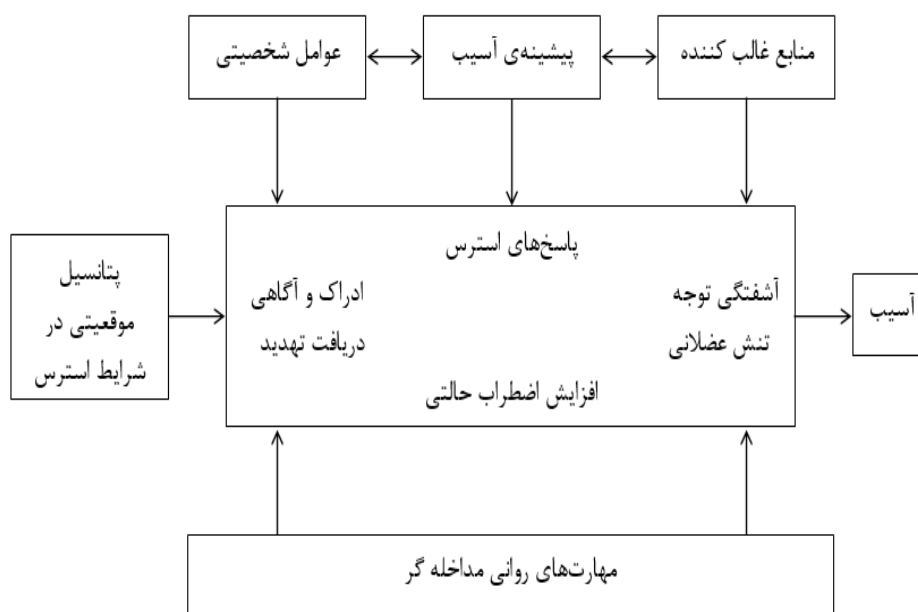 منابع غالب کننده
پیشینه‌ی آسیب
عوامل شخصیتی
پاسخ‌های استرس
آشفتگی توجه
ادراک و آگاهی
تنش عضلانی
دریافت تهدید
افزایش اضطراب حالتی
پتانسیل
موقعیتی در
شرایط استرس
آسیب
مهارت‌های روانی مداخله گر